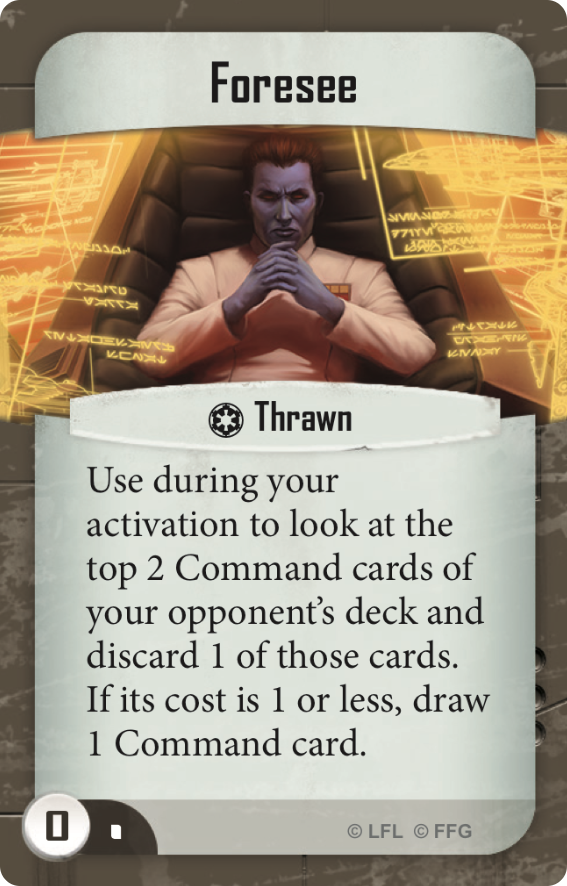 Foresee
Thrawn
Use during your
activation to look at the
top 2 Command cards of
your opponent's deck and
discard 1 of those cards.
If its cost is 1 or less, draw
1 Command card.
0
© LFL © FFG